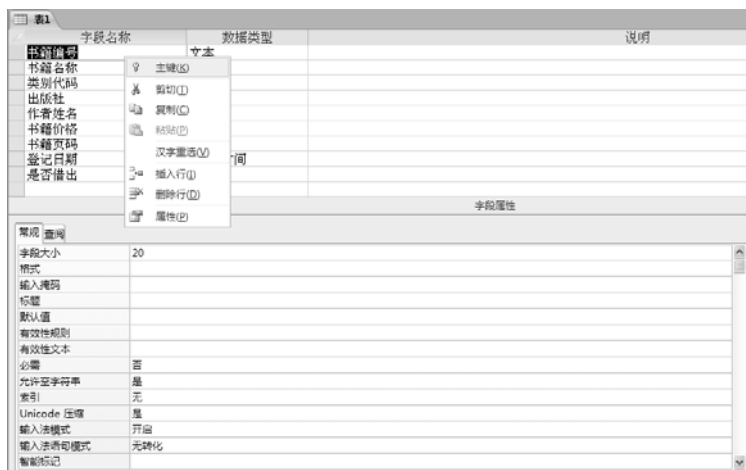 表1
字段名称 数据类型 说明
书籍编号 文本
书籍名称
类别代码
出版社
作者姓名
书籍价格
书籍页码
登记日期 时间
是否借出
主键(K)
剪切(T)
复制(C)
粘贴(P)
汉字重选(V)
插入行(I)
删除行(D)
属性(P)
字段属性
常规 查阅
字段大小 20
格式
输入掩码
标题
默认值
有效性规则
有效性文本
必需 否
允许空字符串 是
索引 无
Unicode 压缩 是
输入法模式 开启
输入法语句模式 无转化
智能标记